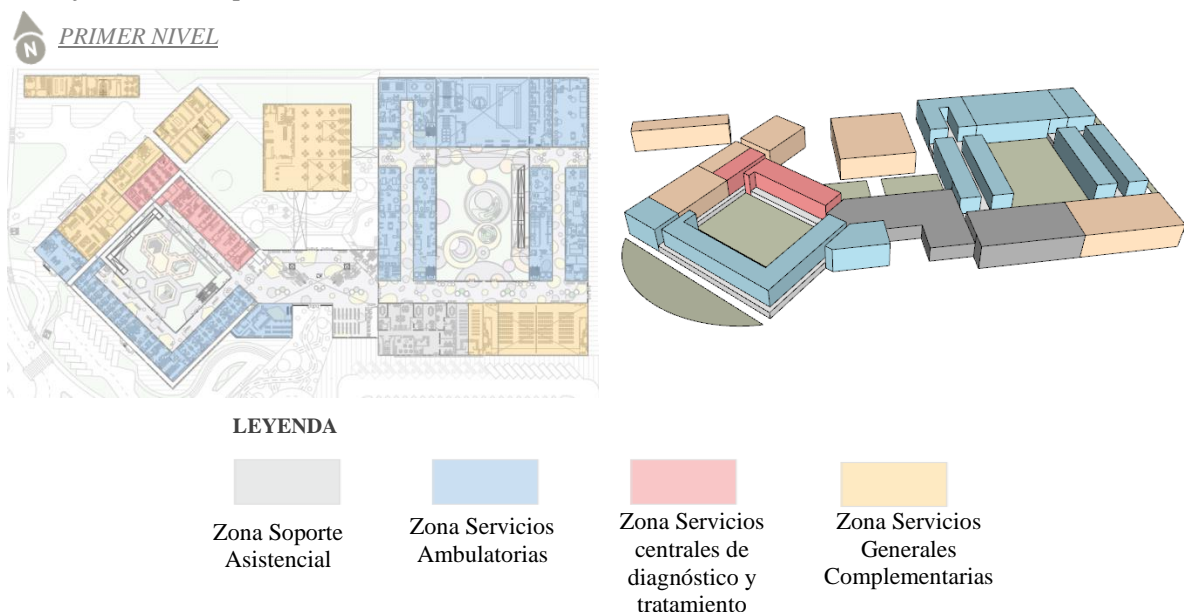 N
PRIMER NIVEL
LEYENDA
Zona Soporte
Asistencial
Zona Servicios
Ambulatorias
Zona Servicios
centrales de
diagnóstico y
tratamiento
Zona Servicios
Generales
Complementarias